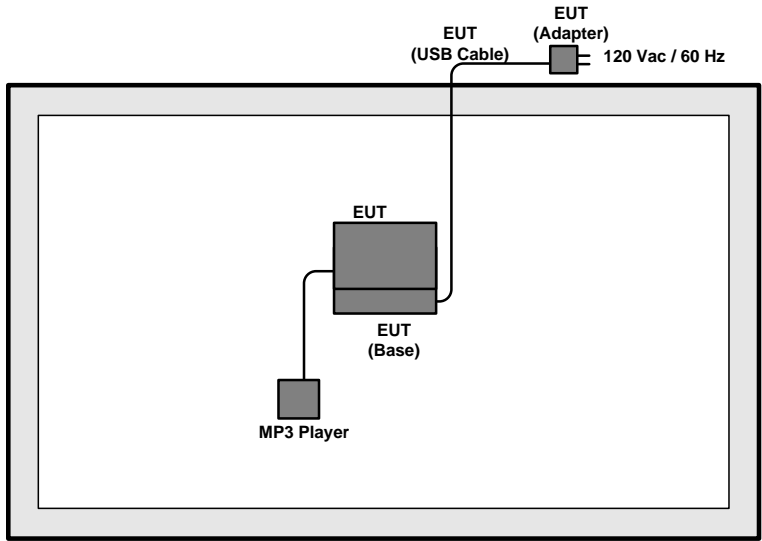 EUT
(Adapter)
EUT
(USB Cable)
120 Vac / 60 Hz
EUT
EUT
(Base)
MP3 Player